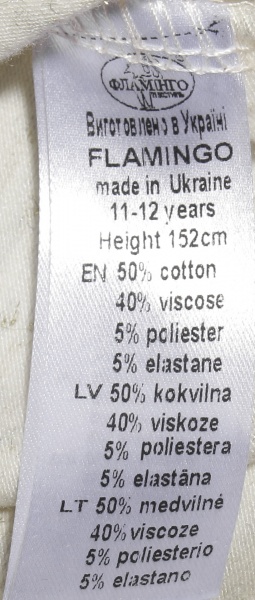 ФЛАМІНГО
Виготовлено в Україні
FLAMINGO
made in Ukraine
11-12 years
Height 152cm
EN 50% cotton
40% viscose
5% poliester
5% elastane
LV 50% kokvilna
40% viskoze
5% poliestera
5% elastāna
LT 50% medvilnė
40% viscoze
5% poliesterio
5% elastano